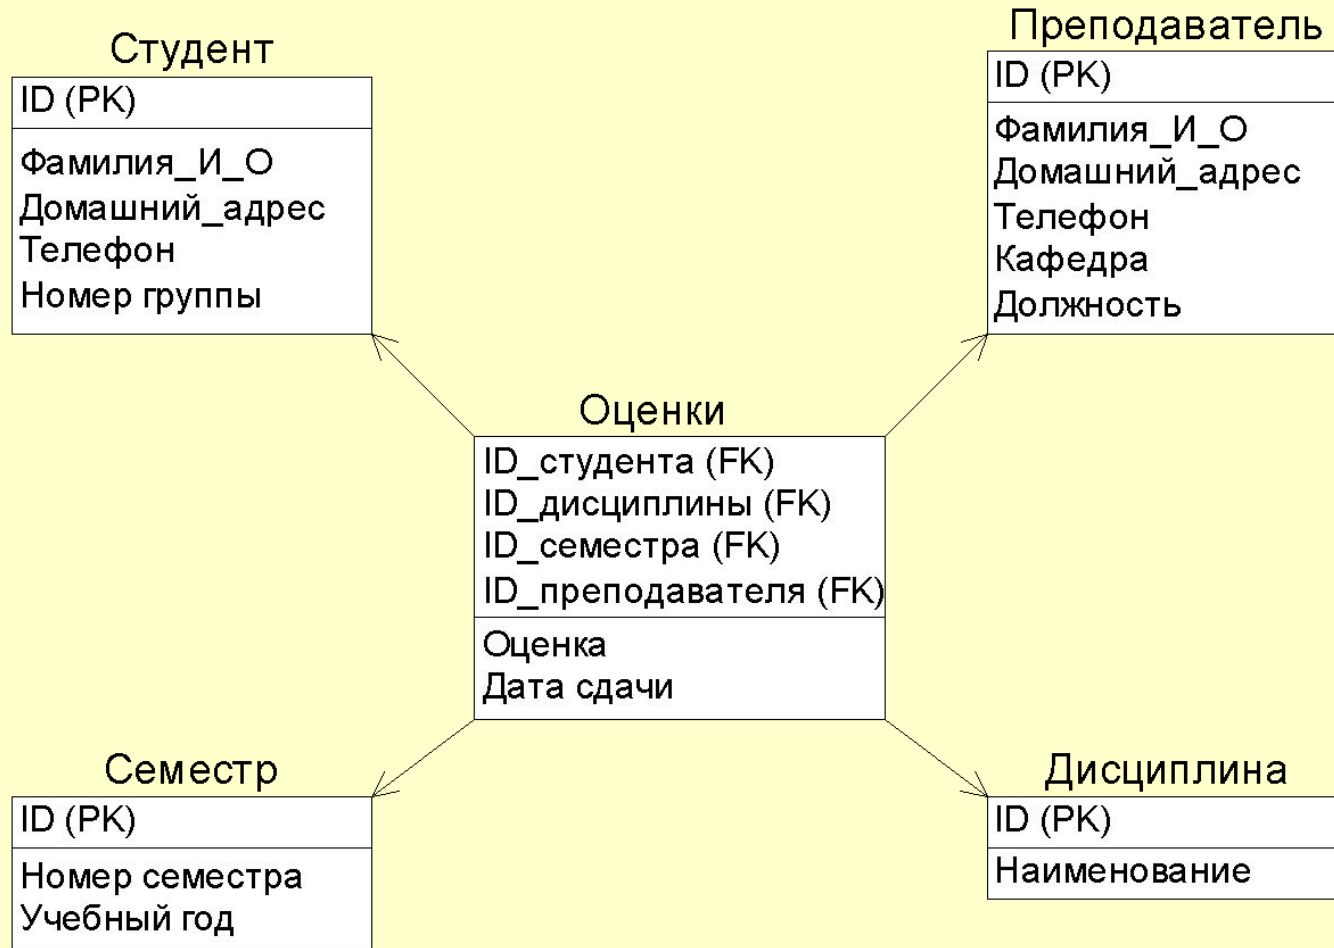 Студент
ID (PK)
Фамилия_И_О
Домашний_адрес
Телефон
Номер группы
Преподаватель
ID (PK)
Фамилия_И_О
Домашний_адрес
Телефон
Кафедра
Должность
Оценки
ID_студента (FK)
ID_дисциплины (FK)
ID_семестра (FK)
ID_преподавателя (FK)
Оценка
Дата сдачи
Семестр
ID (PK)
Номер семестра
Учебный год
Дисциплина
ID (PK)
Наименование